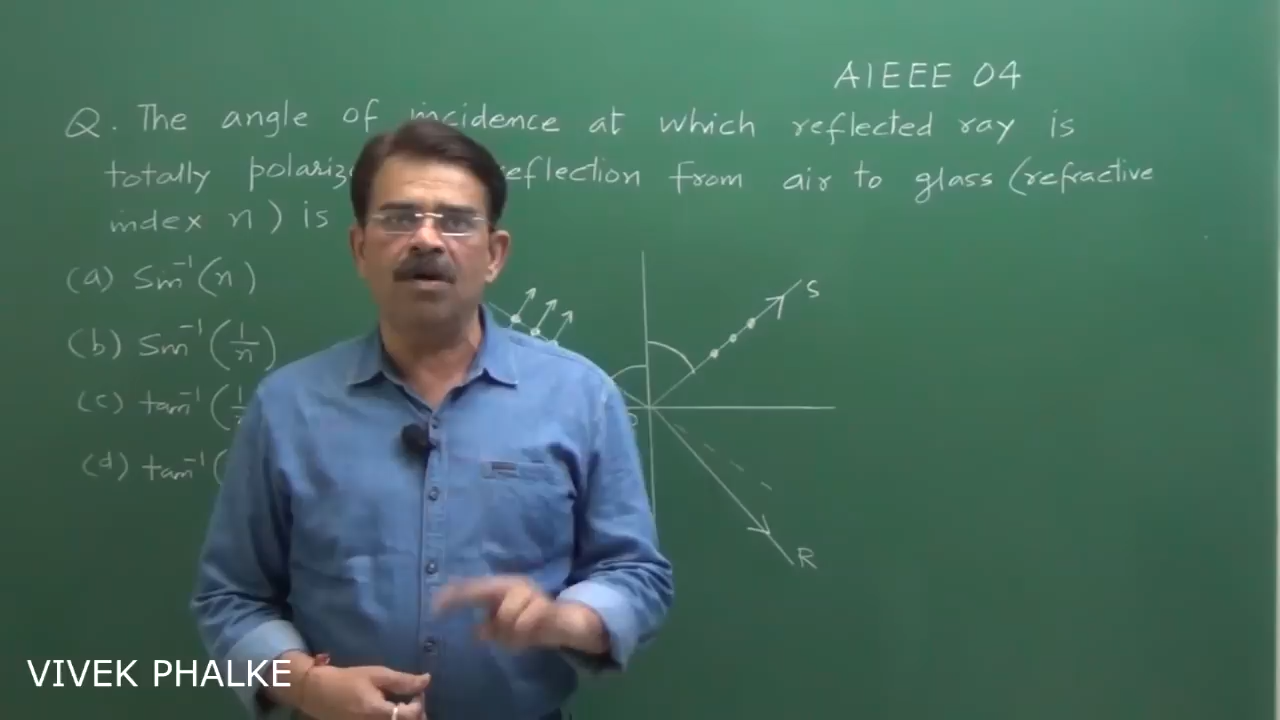 AIEEE 04
Q. The angle of incidence at which reflected ray is
totally reflection from air to glass (refractive
index n) is
(a) Sin⁻¹(n)
(b) Sin⁻¹(1/n)
(c) tan⁻¹(
(d) tan⁻¹(
S
R
VIVEK PHALKE